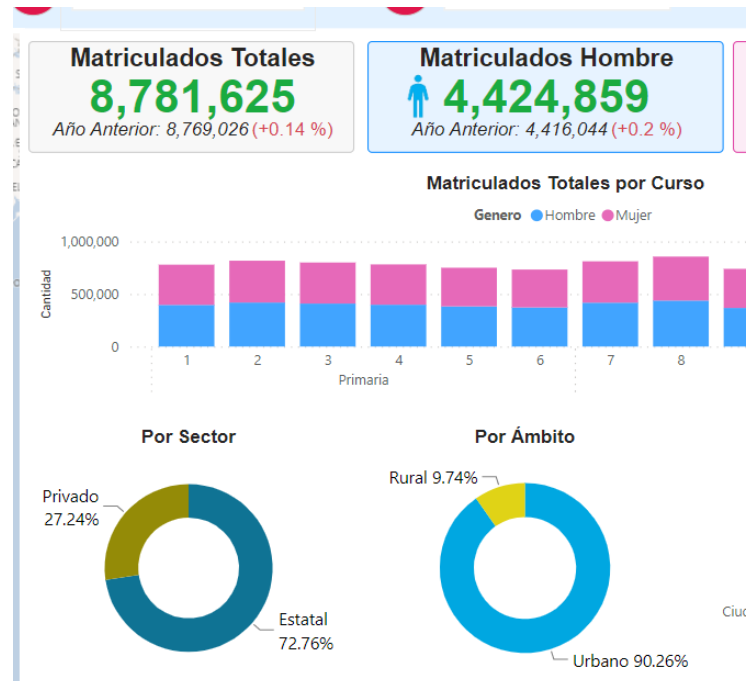 Matriculados Totales
8,781,625
Año Anterior: 8,769,026 (+0.14 %)
Matriculados Hombre
4,424,859
Año Anterior: 4,416,044 (+0.2 %)
Matriculados Totales por Curso
Genero Hombre Mujer
Cantidad
1,000,000
500,000
0
1 2 3 4 5 6 7 8
Primaria
Por Sector
Privado
27.24%
Estatal
72.76%
Por Ámbito
Rural 9.74%
Urbano 90.26%